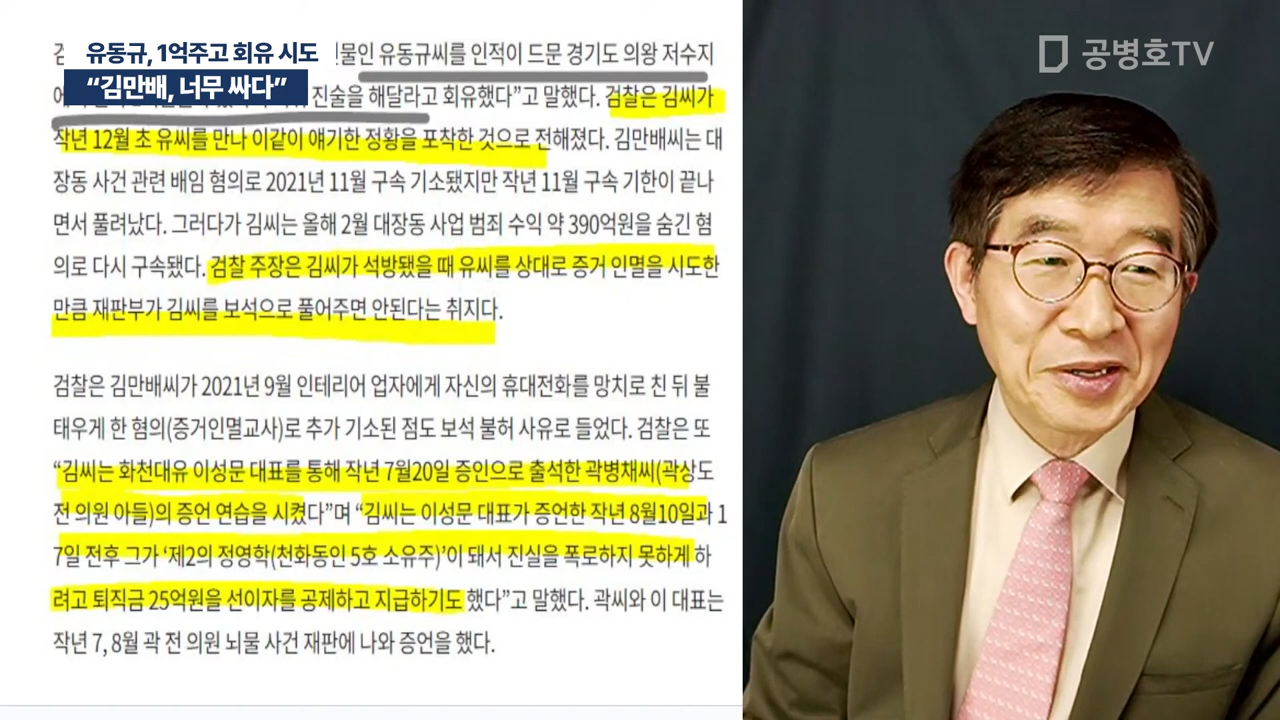 유동규, 1억주고 회유 시도
“김만배, 너무 싸다”
공병호TV
인 유동규씨를 인적이 드문 경기도 의왕 저수지
진술을 해달라고 회유했다”고 말했다. 검찰은 김씨가
작년 12월 초 유씨를 만나 이같이 얘기한 정황을 포착한 것으로 전해졌다. 김만배씨는 대
장동 사건 관련 배임 혐의로 2021년 11월 구속 기소됐지만 작년 11월 구속 기한이 끝나
면서 풀려났다. 그러다가 김씨는 올해 2월 대장동 사업 범죄 수익 약 390억원을 숨긴 혐
의로 다시 구속됐다. 검찰 주장은 김씨가 석방됐을 때 유씨를 상대로 증거 인멸을 시도한
만큼 재판부가 김씨를 보석으로 풀어주면 안된다는 취지다.
검찰은 김만배씨가 2021년 9월 인테리어 업자에게 자신의 휴대전화를 망치로 친 뒤 불
태우게 한 혐의(증거인멸교사)로 추가 기소된 점도 보석 불허 사유로 들었다. 검찰은 또
“김씨는 화천대유 이성문 대표를 통해 작년 7월20일 증인으로 출석한 곽병채씨(곽상도
전 의원 아들)의 증언 연습을 시켰다”며 “김씨는 이성문 대표가 증언한 작년 8월10일과 1
7일 전후 그가 ‘제2의 정영학(천화동인 5호 소유주)’이 돼서 진실을 폭로하지 못하게 하
려고 퇴직금 25억원을 선이자를 공제하고 지급하기도 했다”고 말했다. 곽씨와 이 대표는
작년 7, 8월 곽 전 의원 뇌물 사건 재판에 나와 증언을 했다.